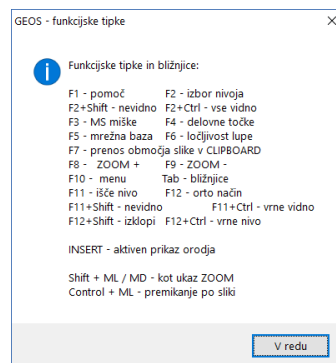 GEOS - funkcijske tipke
Funkcijske tipke in bližnjice:
F1 - pomoč F2 - izbor nivoja
F2+Shift - nevidno F2+Ctrl - vse vidno
F3 - MS miške F4 - delovne točke
F5 - mrežna baza F6 - ločljivost lupe
F7 - prenos območja slike v CLIPBOARD
F8 - ZOOM + F9 - ZOOM -
F10 - menu Tab - bližnjice
F11 - išče nivo F12 - orto način
F11+Shift - nevidno F11+Ctrl - vrne vidno
F12+Shift - izklopi F12+Ctrl - vrne nivo
INSERT - aktiven prikaz orodja
Shift + ML / MD - kot ukaz ZOOM
Control + ML - premikanje po sliki
V redu